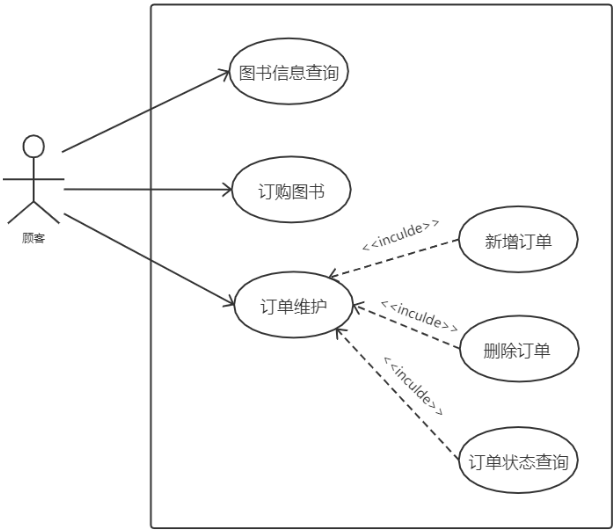 图书信息查询
订购图书
顾客
<<inculde>>
新增订单
订单维护
<<inculde>>
删除订单
<<inculde>>
订单状态查询